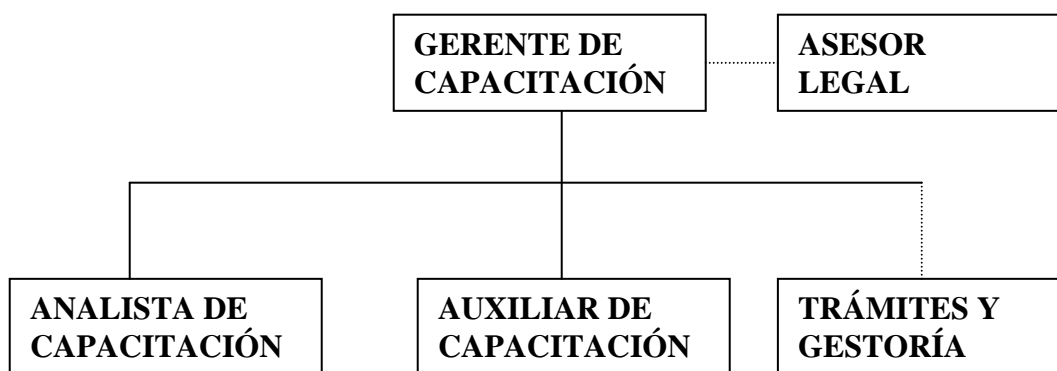 GERENTE DE
CAPACITACIÓN
ASESOR
LEGAL
ANALISTA DE
CAPACITACIÓN
AUXILIAR DE
CAPACITACIÓN
TRÁMITES Y
GESTORÍA